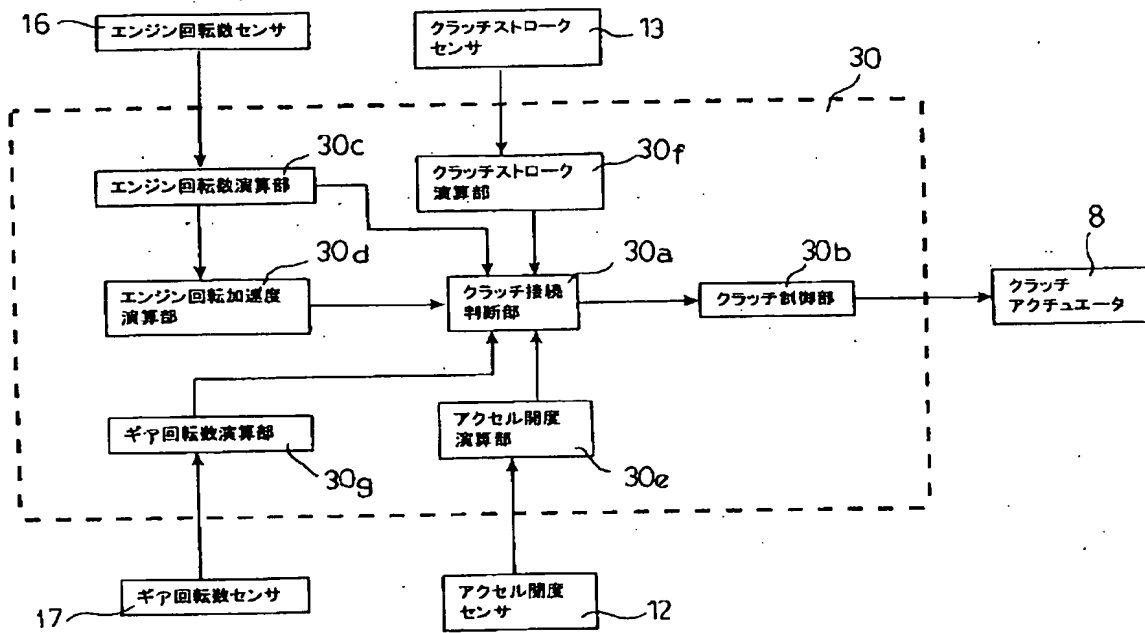 16
エンジン回転数センサ
クラッチストローク
センサ
13
30
30c
エンジン回転数演算部
クラッチストローク
演算部
30f
30d
エンジン回転加速度
演算部
30a
クラッチ接続
判断部
30b
クラッチ制御部
8
クラッチ
アクチュエータ
ギア回転数演算部
30g
アクセル開度
演算部
30e
17
ギア回転数センサ
アクセル開度
センサ
12